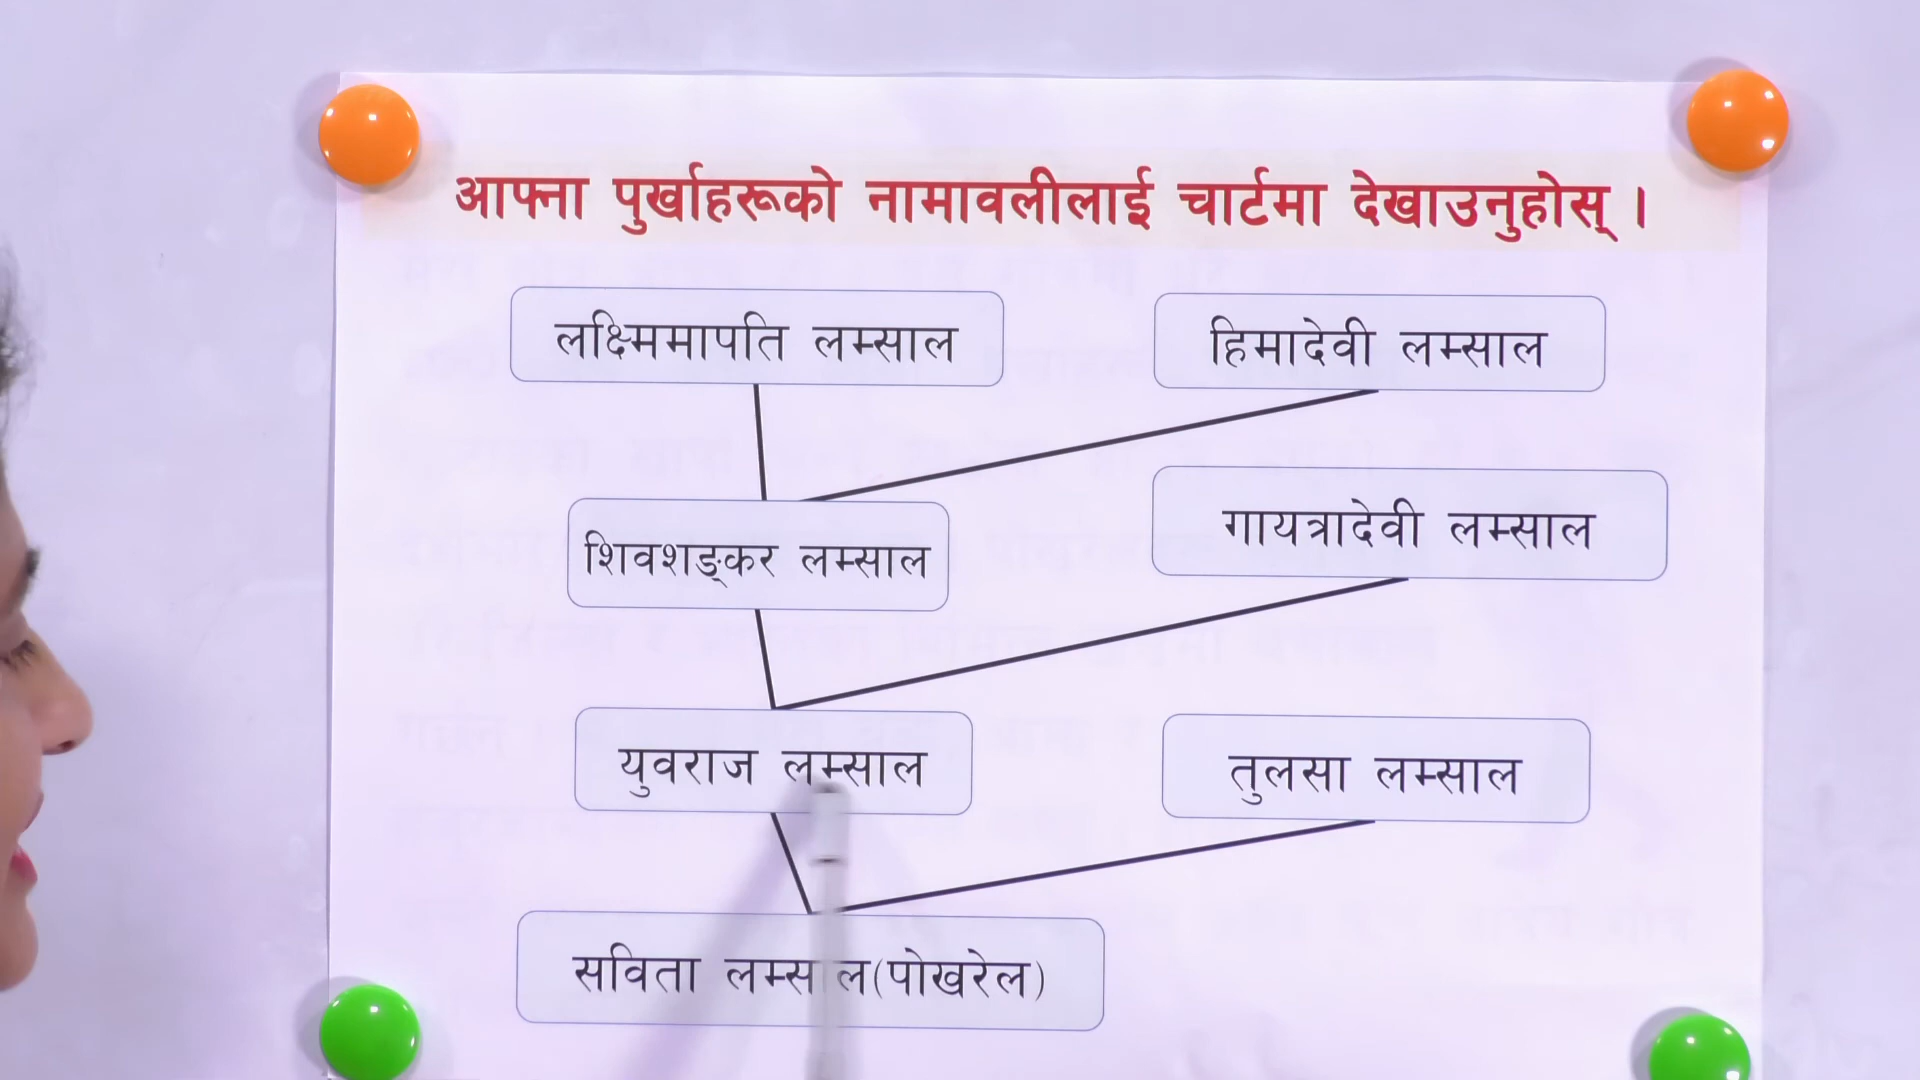 आफ्ना पुर्खाहरूको नामावलीलाई चार्टमा देखाउनुहोस् ।
लक्ष्मिमापति लम्साल
हिमादेवी लम्साल
शिवशङ्कर लम्साल
गायत्रादेवी लम्साल
युवराज लम्साल
तुलसा लम्साल
सविता लम्साल(पोखरेल)